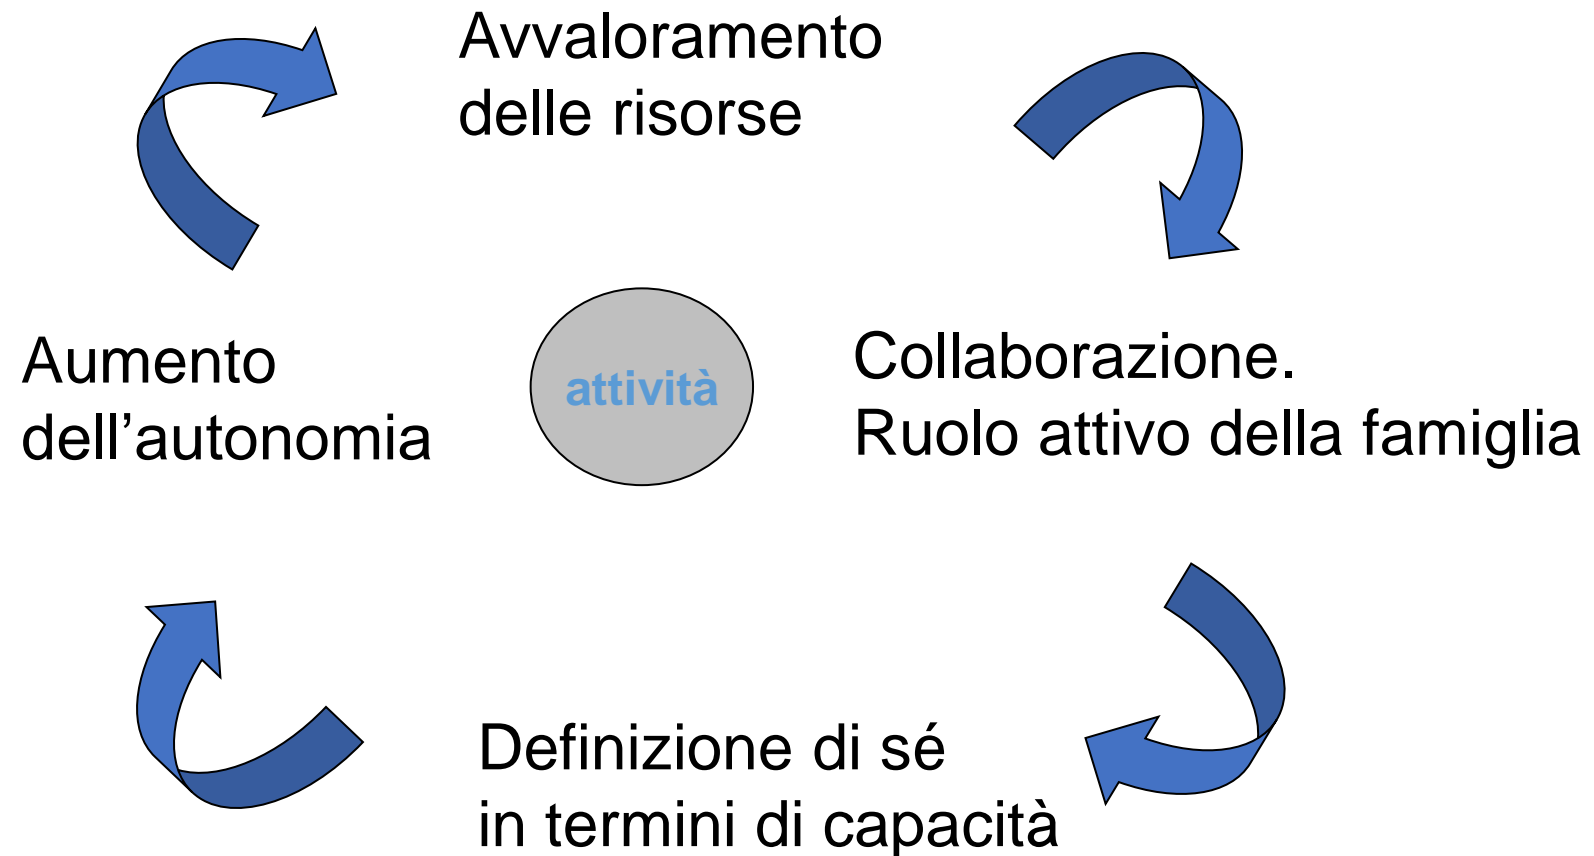 Avvaloramento
delle risorse
Aumento
dell’autonomia
attività
Collaborazione.
Ruolo attivo della famiglia
Definizione di sé
in termini di capacità